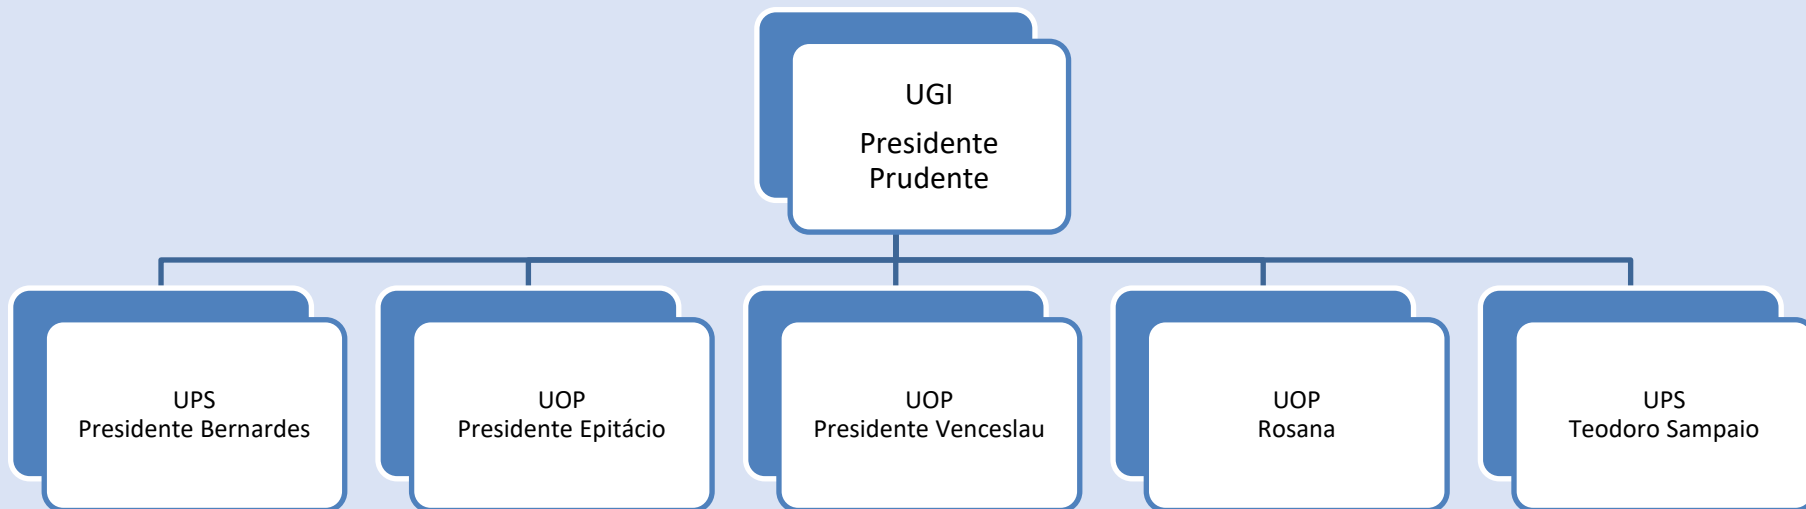 UGI
Presidente
Prudente
UPS
Presidente Bernardes
UOP
Presidente Epitácio
UOP
Presidente Venceslau
UOP
Rosana
UPS
Teodoro Sampaio